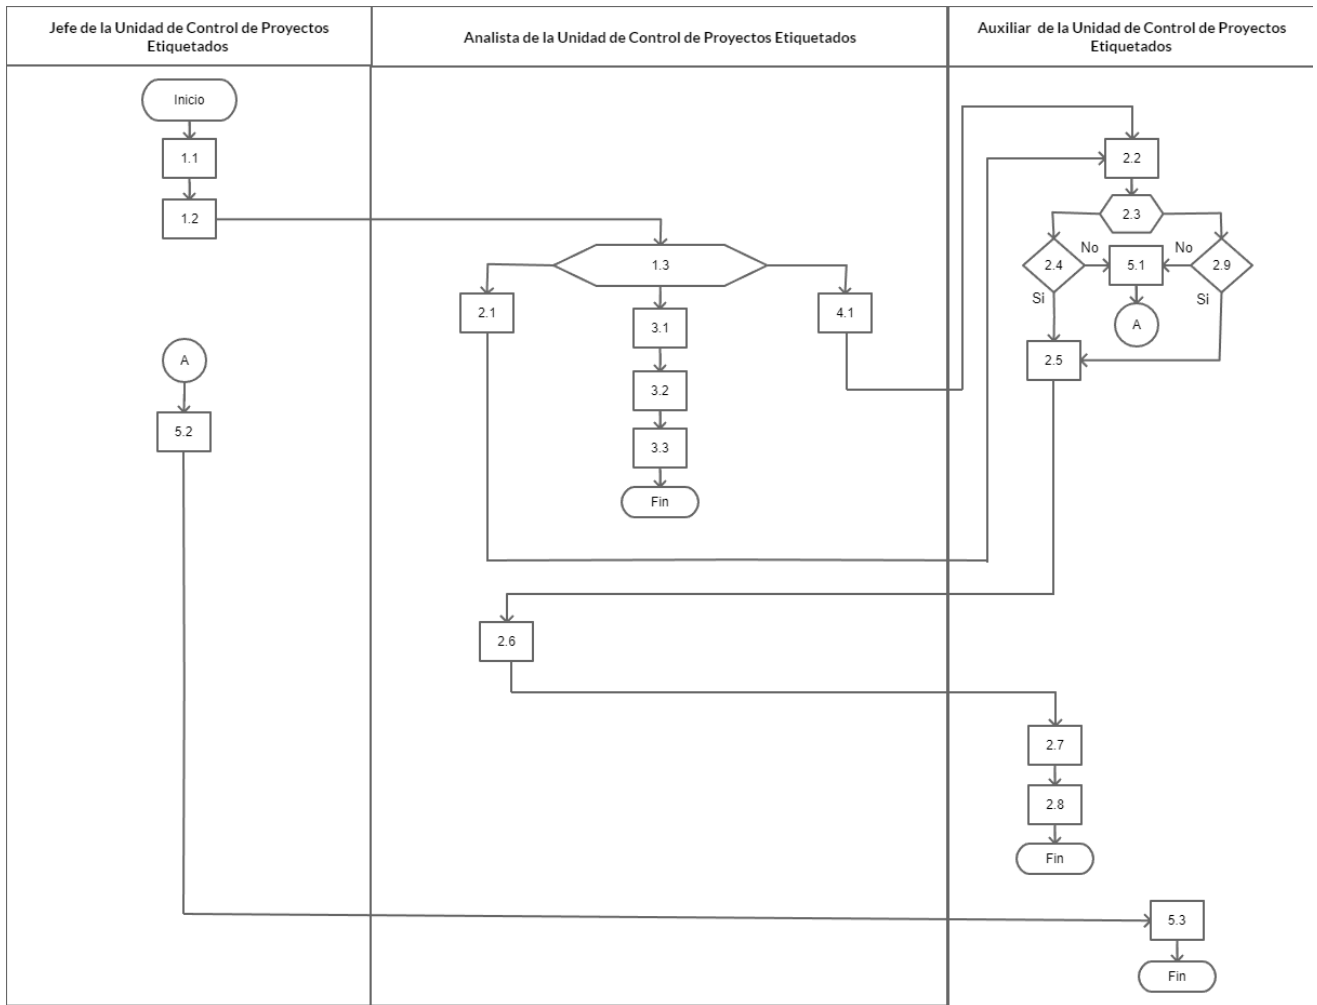 Jefe de la Unidad de Control de Proyectos
Etiquetados
Analista de la Unidad de Control de Proyectos Etiquetados
Auxiliar de la Unidad de Control de Proyectos
Etiquetados
Inicio
1.1
1.2
A
5.2
1.3
2.1
3.1
4.1
3.2
3.3
Fin
2.6
2.2
2.3
2.4
No
5.1
No
2.9
Si
Si
A
2.5
2.7
2.8
Fin
5.3
Fin